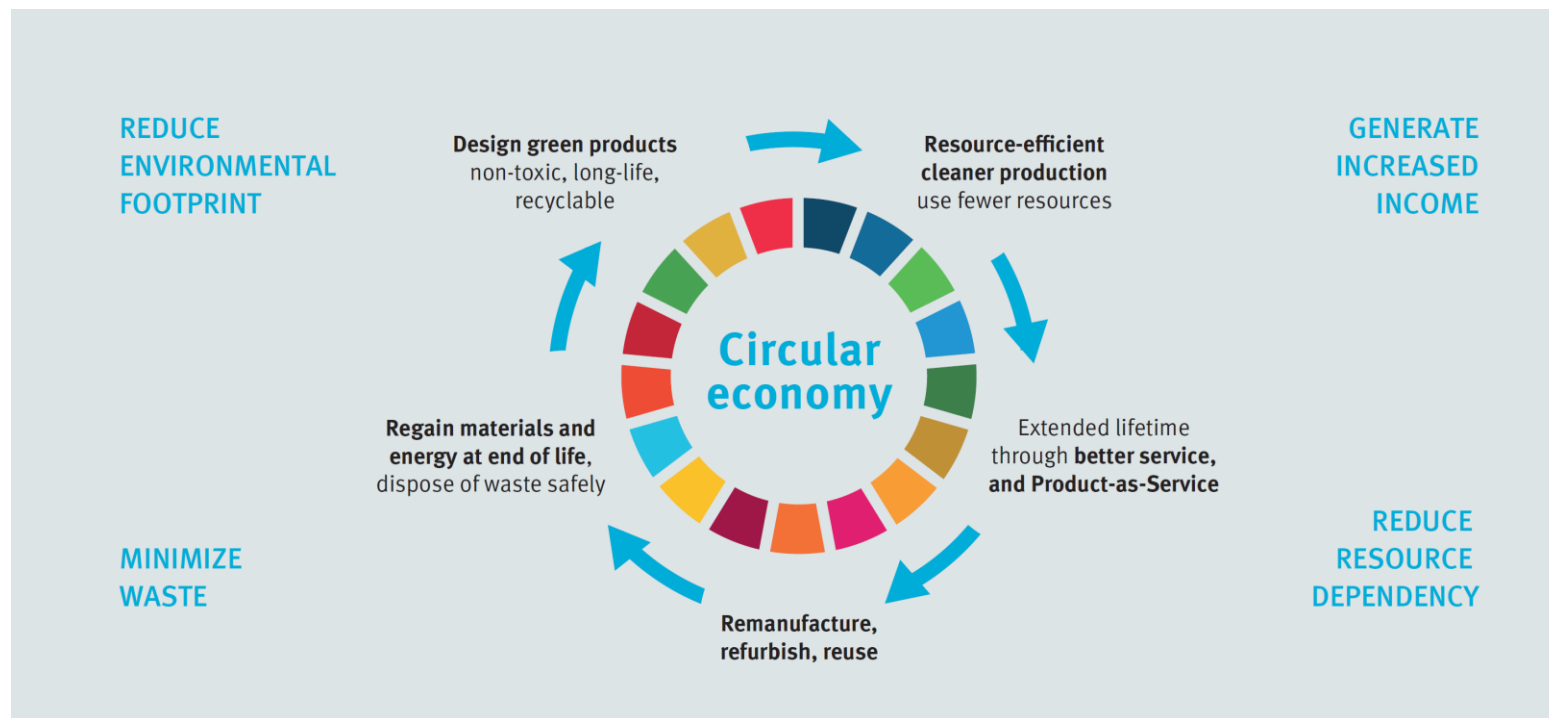 REDUCE
ENVIRONMENTAL
FOOTPRINT
Design green products
non-toxic, long-life,
recyclable
Resource-efficient
cleaner production
use fewer resources
GENERATE
INCREASED
INCOME
Circular
economy
Regain materials and
energy at end of life,
dispose of waste safely
Extended lifetime
through better service,
and Product-as-Service
MINIMIZE
WASTE
Remanufacture,
refurbish, reuse
REDUCE
RESOURCE
DEPENDENCY